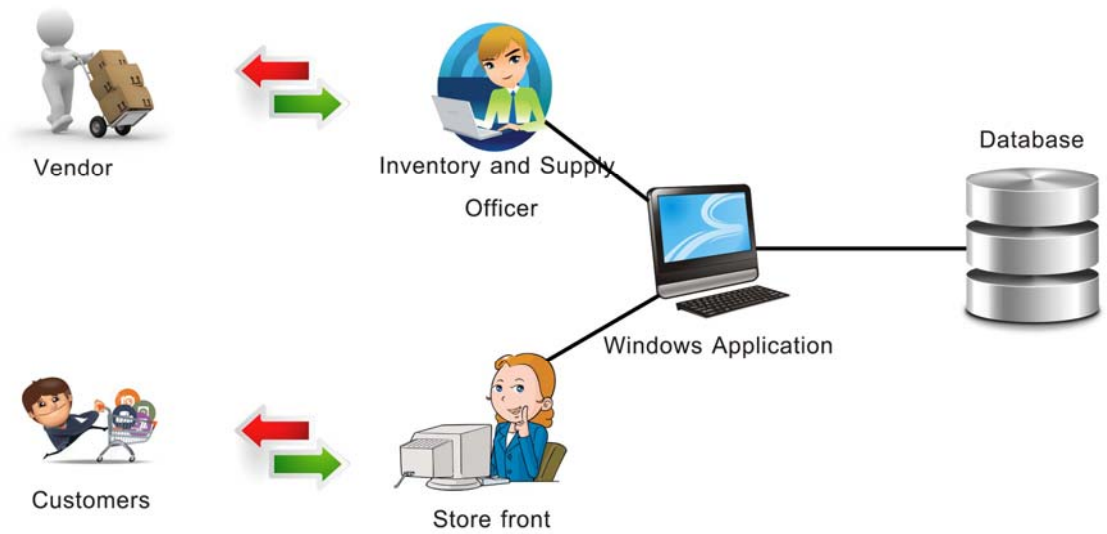 Vendor
Inventory and Supply
Officer
Database
Windows Application
Customers
Store front